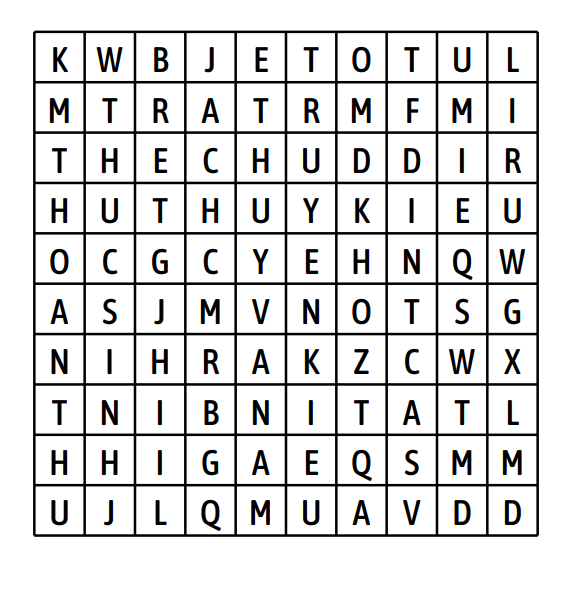 K W B J E T O T U L
M T R A T R M F M I
T H E C H U D D I R
H U T H U Y K I E U
O C G C Y E H N Q W
A S J M V N O T S G
N I H R A K Z C W X
T N I B N I T A T L
H H I G A E Q S M M
U J L Q M U A V D D